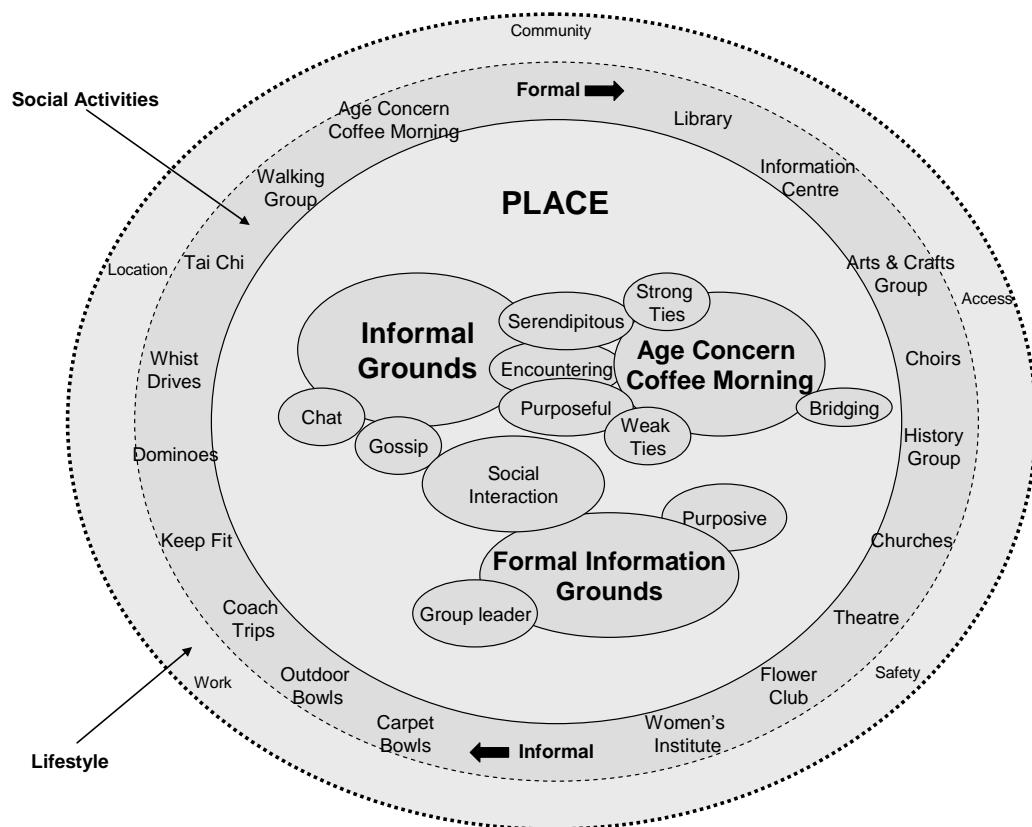 Community
Social Activities
Formal
Age Concern
Coffee Morning
Library
Walking
Group
Information
Centre
PLACE
Location
Tai Chi
Arts & Crafts
Group
Access
Strong
Ties
Serendipitous
Informal
Grounds
Age Concern
Coffee Morning
Encountering
Whist
Drives
Choirs
Purposeful
Bridging
Chat
Weak
Ties
Gossip
Dominoes
History
Group
Social
Interaction
Purposive
Keep Fit
Churches
Formal Information
Grounds
Group leader
Coach
Trips
Theatre
Work
Outdoor
Bowls
Flower
Club
Safety
Carpet
Bowls
Informal
Women's
Institute
Lifestyle